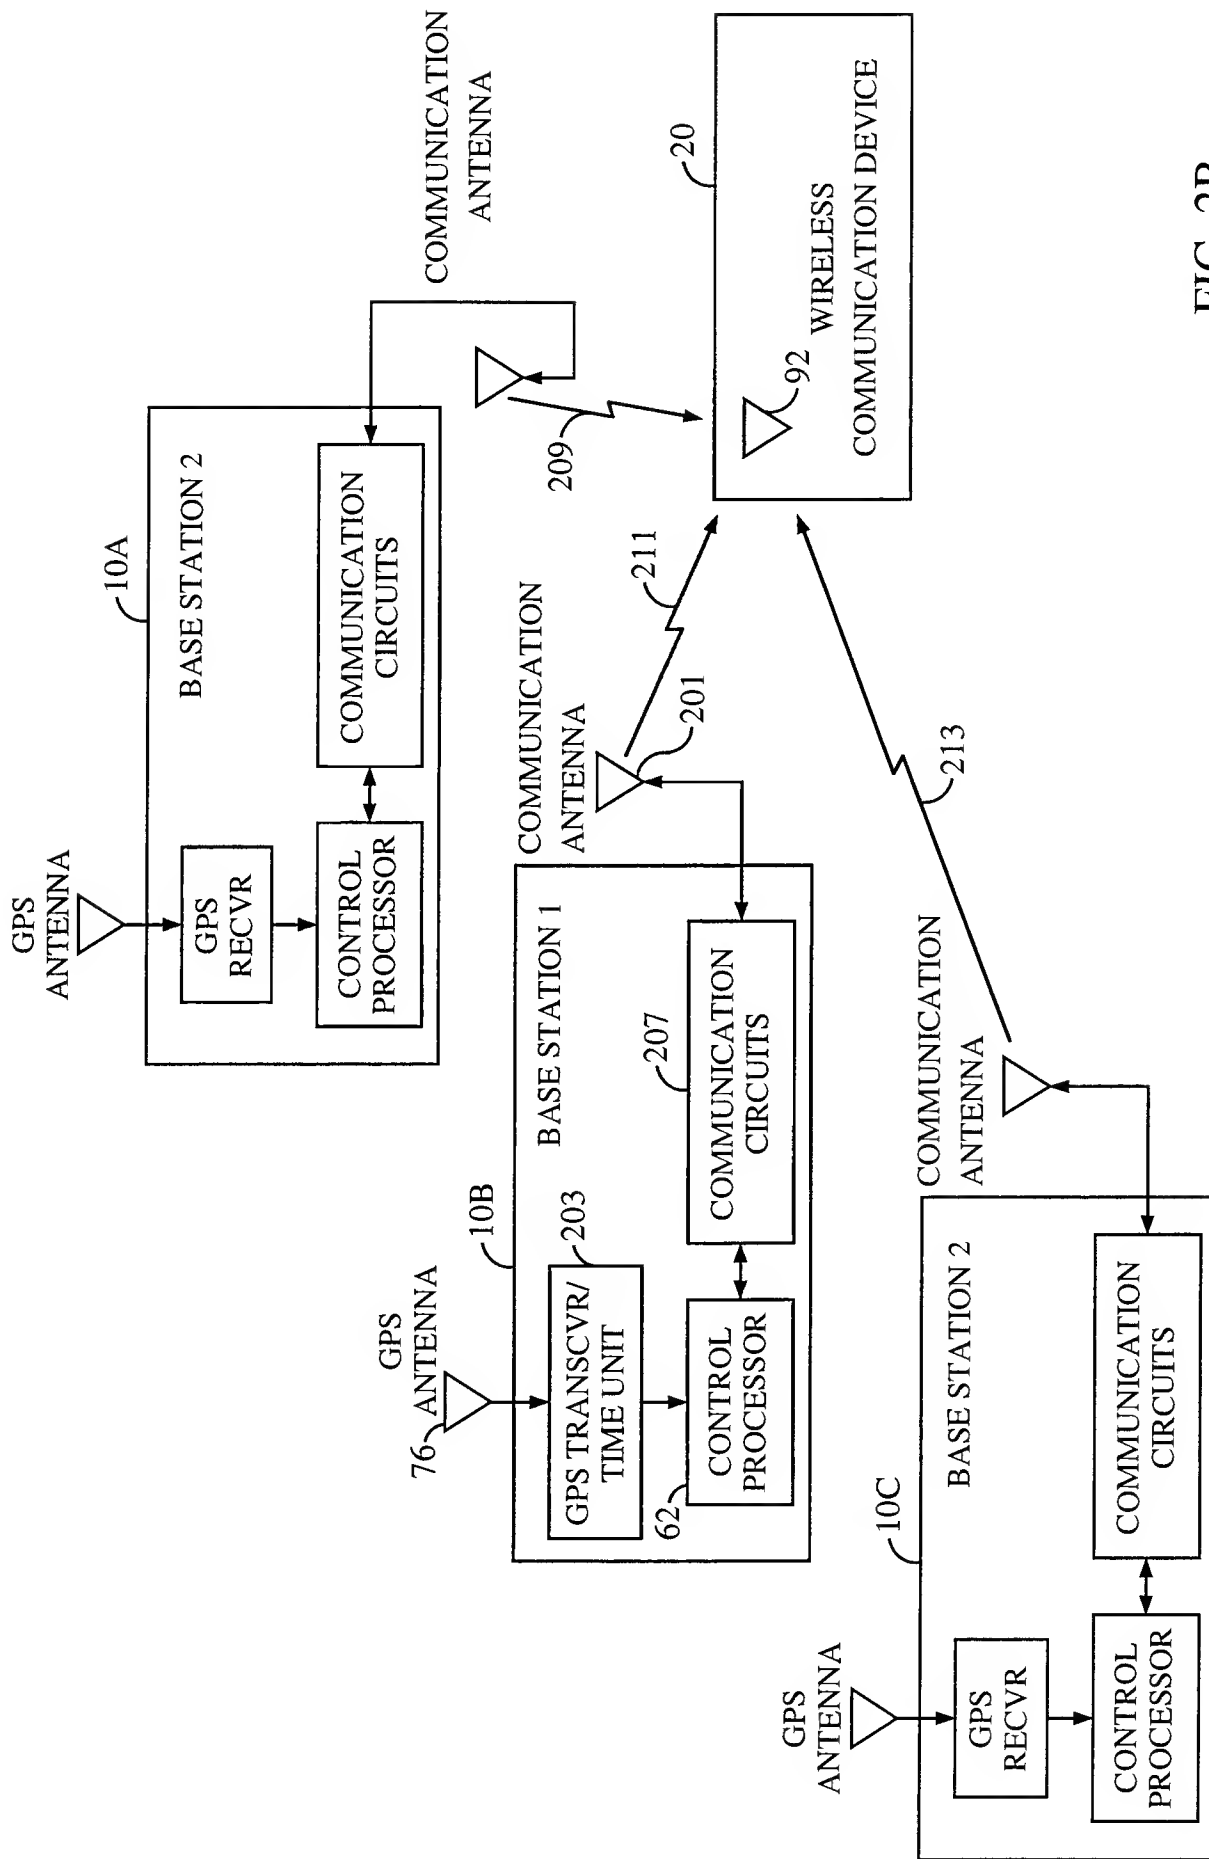 GPS
ANTENNA
10A
BASE STATION 2
GPS
RECVR
CONTROL
PROCESSOR
COMMUNICATION
CIRCUITS
COMMUNICATION
ANTENNA
209
GPS
ANTENNA
76
10B
BASE STATION 1
203
GPS TRANSCVR/
TIME UNIT
62
CONTROL
PROCESSOR
207
COMMUNICATION
CIRCUITS
COMMUNICATION
ANTENNA
201
211
20
92
WIRELESS
COMMUNICATION DEVICE
GPS
ANTENNA
10C
BASE STATION 2
GPS
RECVR
CONTROL
PROCESSOR
COMMUNICATION
CIRCUITS
COMMUNICATION
ANTENNA
213